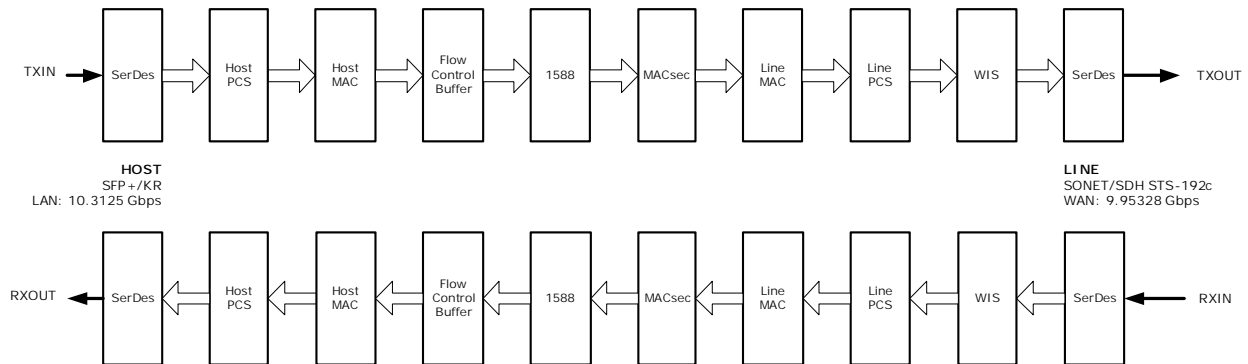 TXIN
SerDes
Host
PCS
Host
MAC
Flow
Control
Buffer
1588
MACsec
Line
MAC
Line
PCS
WIS
SerDes
TXOUT
HOST
SFP+/KR
LAN: 10.3125 Gbps
LINE
SONET/SDH STS-192c
WAN: 9.95328 Gbps
RXOUT
SerDes
Host
PCS
Host
MAC
Flow
Control
Buffer
1588
MACsec
Line
MAC
Line
PCS
WIS
SerDes
RXIN